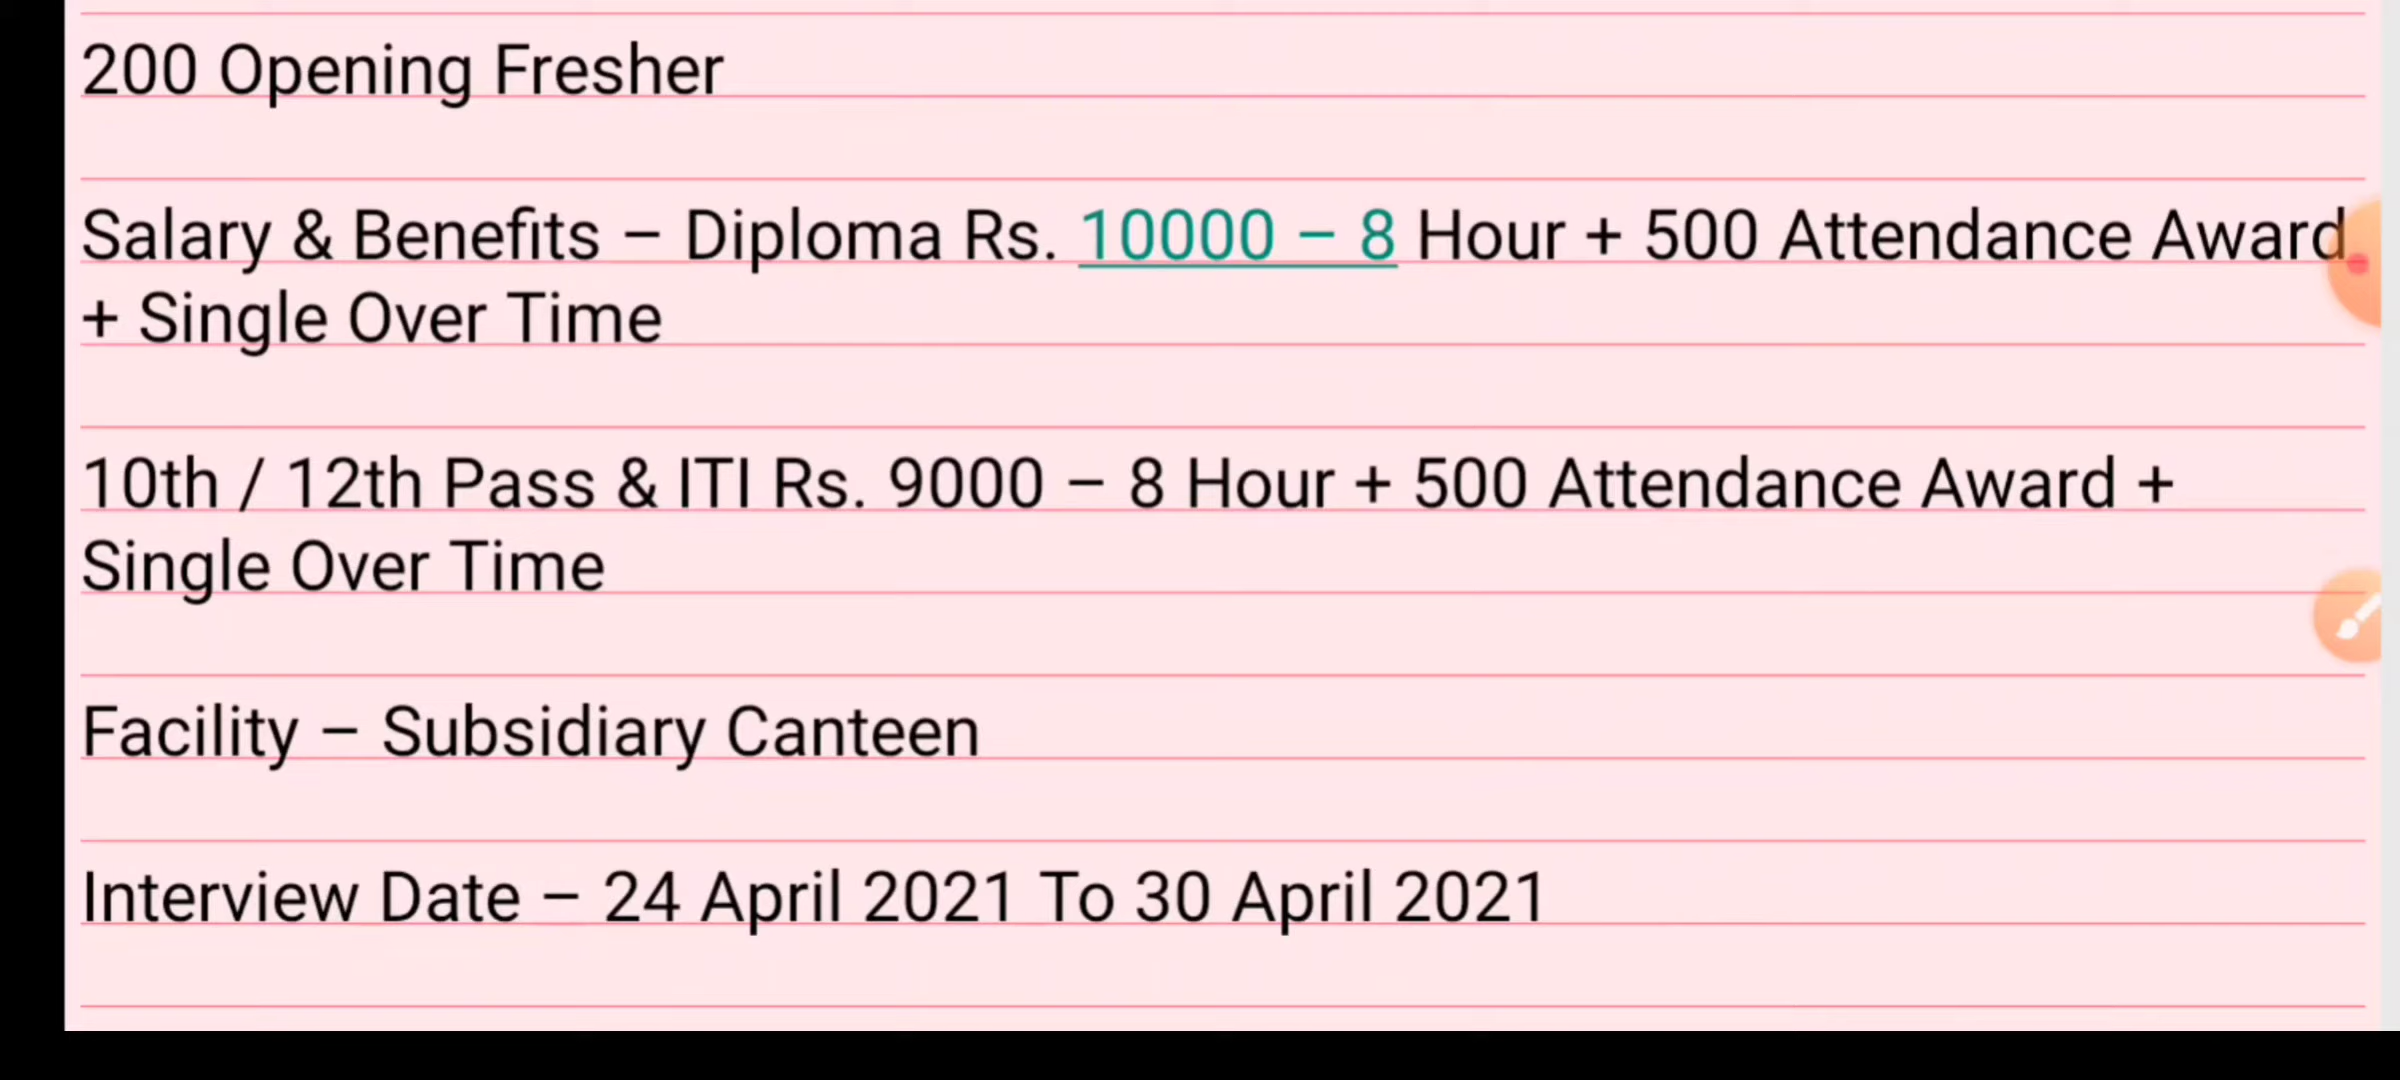 200 Opening Fresher
Salary & Benefits – Diploma Rs. 10000 – 8 Hour + 500 Attendance Award
+ Single Over Time
10th / 12th Pass & ITI Rs. 9000 – 8 Hour + 500 Attendance Award +
Single Over Time
Facility – Subsidiary Canteen
Interview Date – 24 April 2021 To 30 April 2021